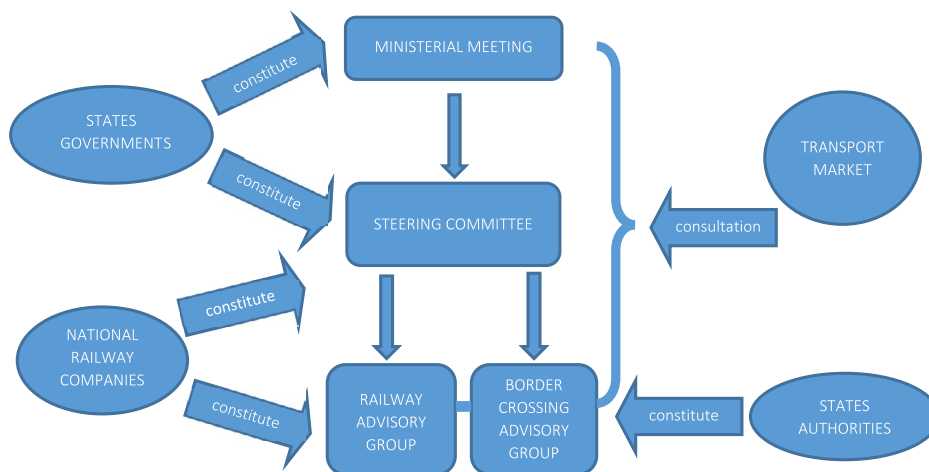 MINISTERIAL MEETING
constitute
STATES
GOVERNMENTS
TRANSPORT
MARKET
constitute
STEERING COMMITTEE
consultation
constitute
NATIONAL
RAILWAY
COMPANIES
constitute
RAILWAY
ADVISORY
GROUP
BORDER
CROSSING
ADVISORY
GROUP
constitute
STATES
AUTHORITIES